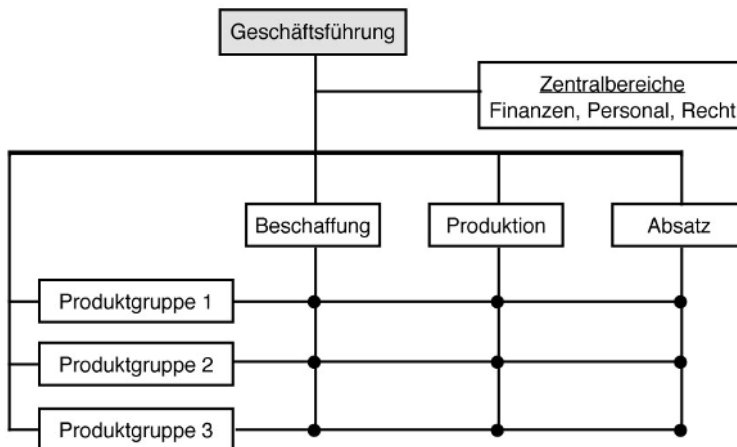 Geschäftsführung
Zentralbereiche
Finanzen, Personal, Recht
Beschaffung
Produktion
Absatz
Produktgruppe 1
Produktgruppe 2
Produktgruppe 3